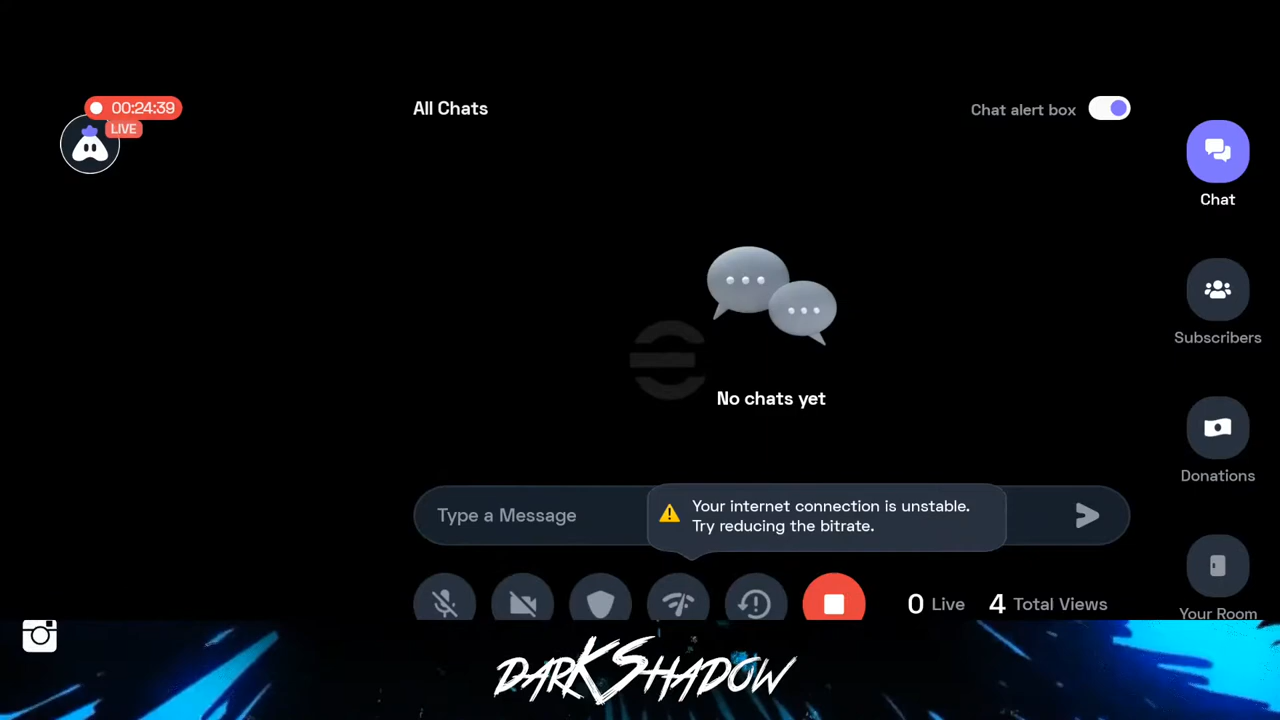 00:24:39
LIVE
All Chats
Chat alert box
Chat
No chats yet
Subscribers
Donations
Type a Message
Your internet connection is unstable.
Try reducing the bitrate.
0 Live 4 Total Views
Your Room
DARKSHADOW